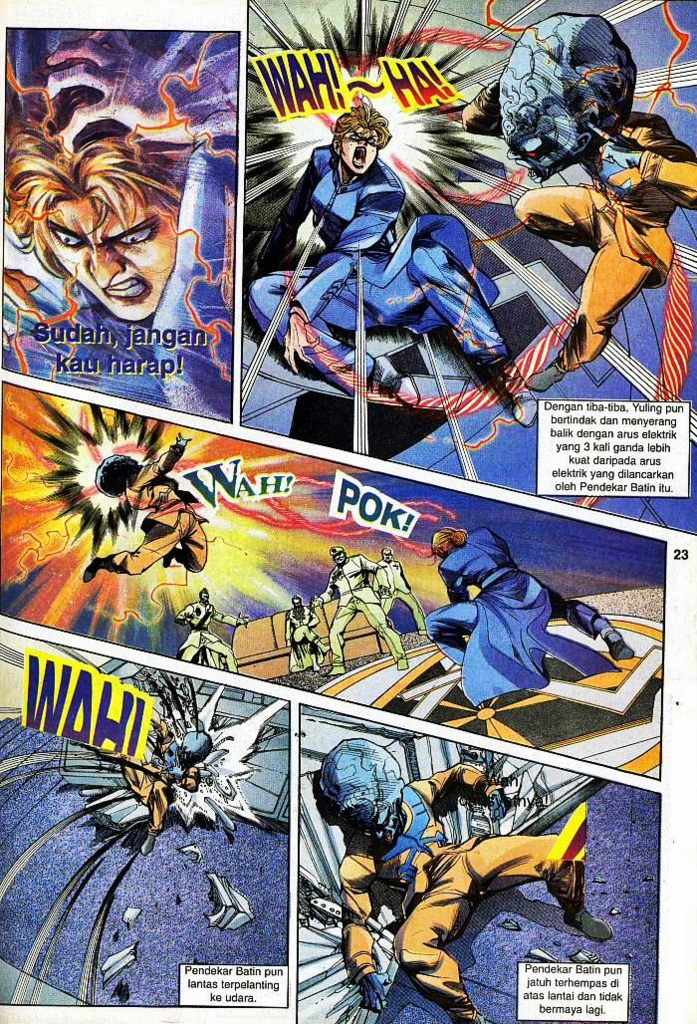 Sudah, jangan
kau harap!
WAH! ~ HA!
Dengan tiba-tiba, Yuling pun
bertindak dan menyerang
balik dengan arus elektrik
yang 3 kali ganda lebih
kuat daripada arus
elektrik yang dilancarkan
oleh Pendekar Batin itu.
WAH!
POK!
23
WAH!
Pendekar Batin pun
lantas terpelanting
ke udara.
Pendekar Batin pun
jatuh terhempas di
atas lantai dan tidak
bermaya lagi.